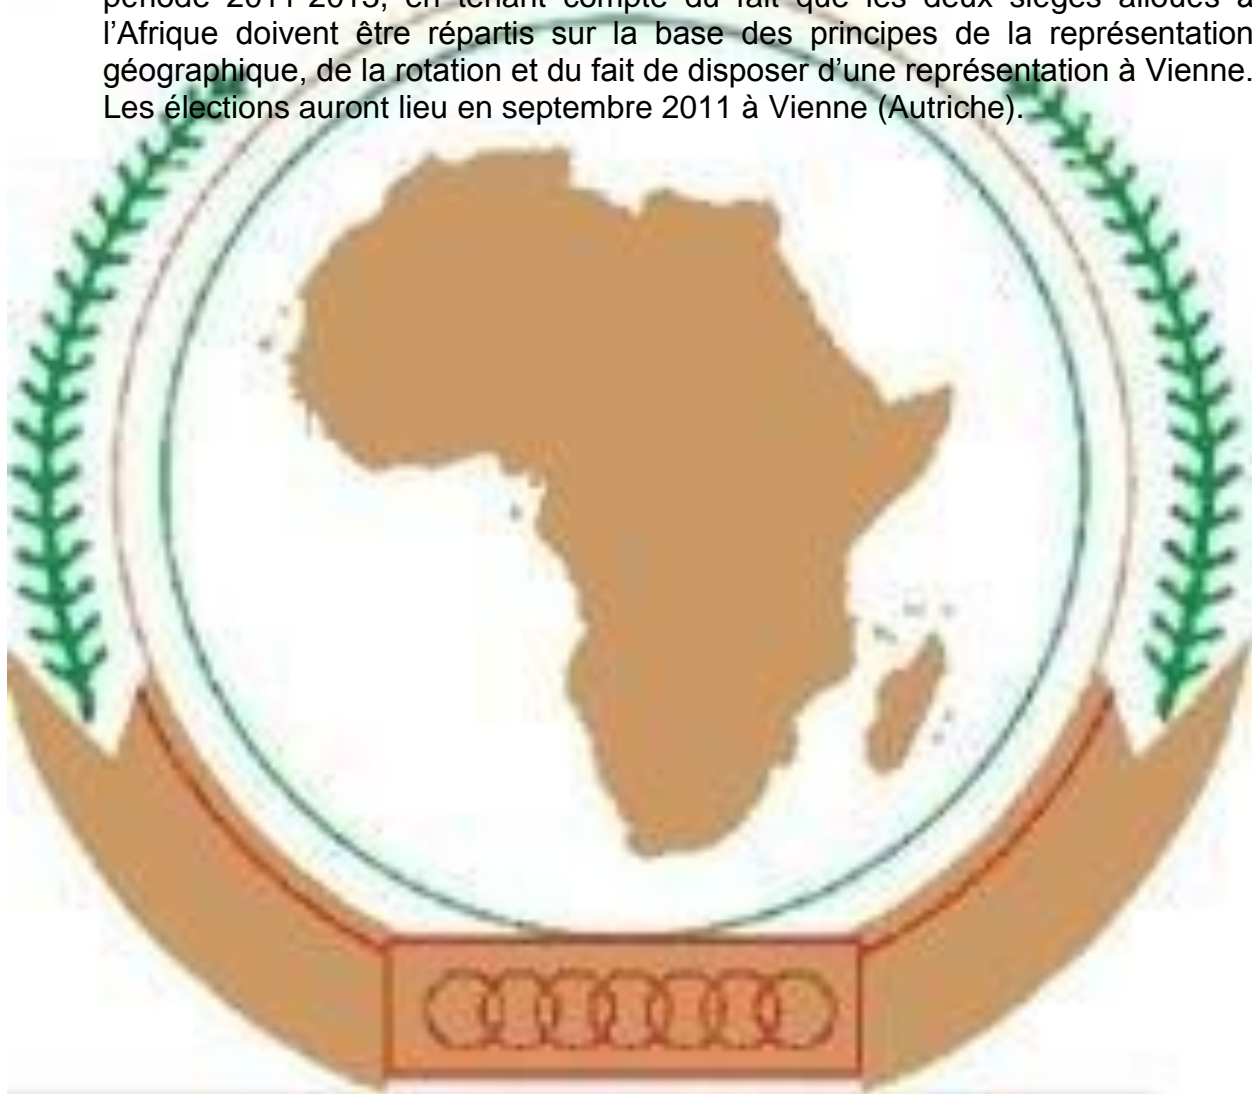 période 2011-2013, en tenant compte du fait que les deux sièges alloués à
l’Afrique doivent être répartis sur la base des principes de la représentation
géographique, de la rotation et du fait de disposer d’une représentation à Vienne.
Les élections auront lieu en septembre 2011 à Vienne (Autriche).